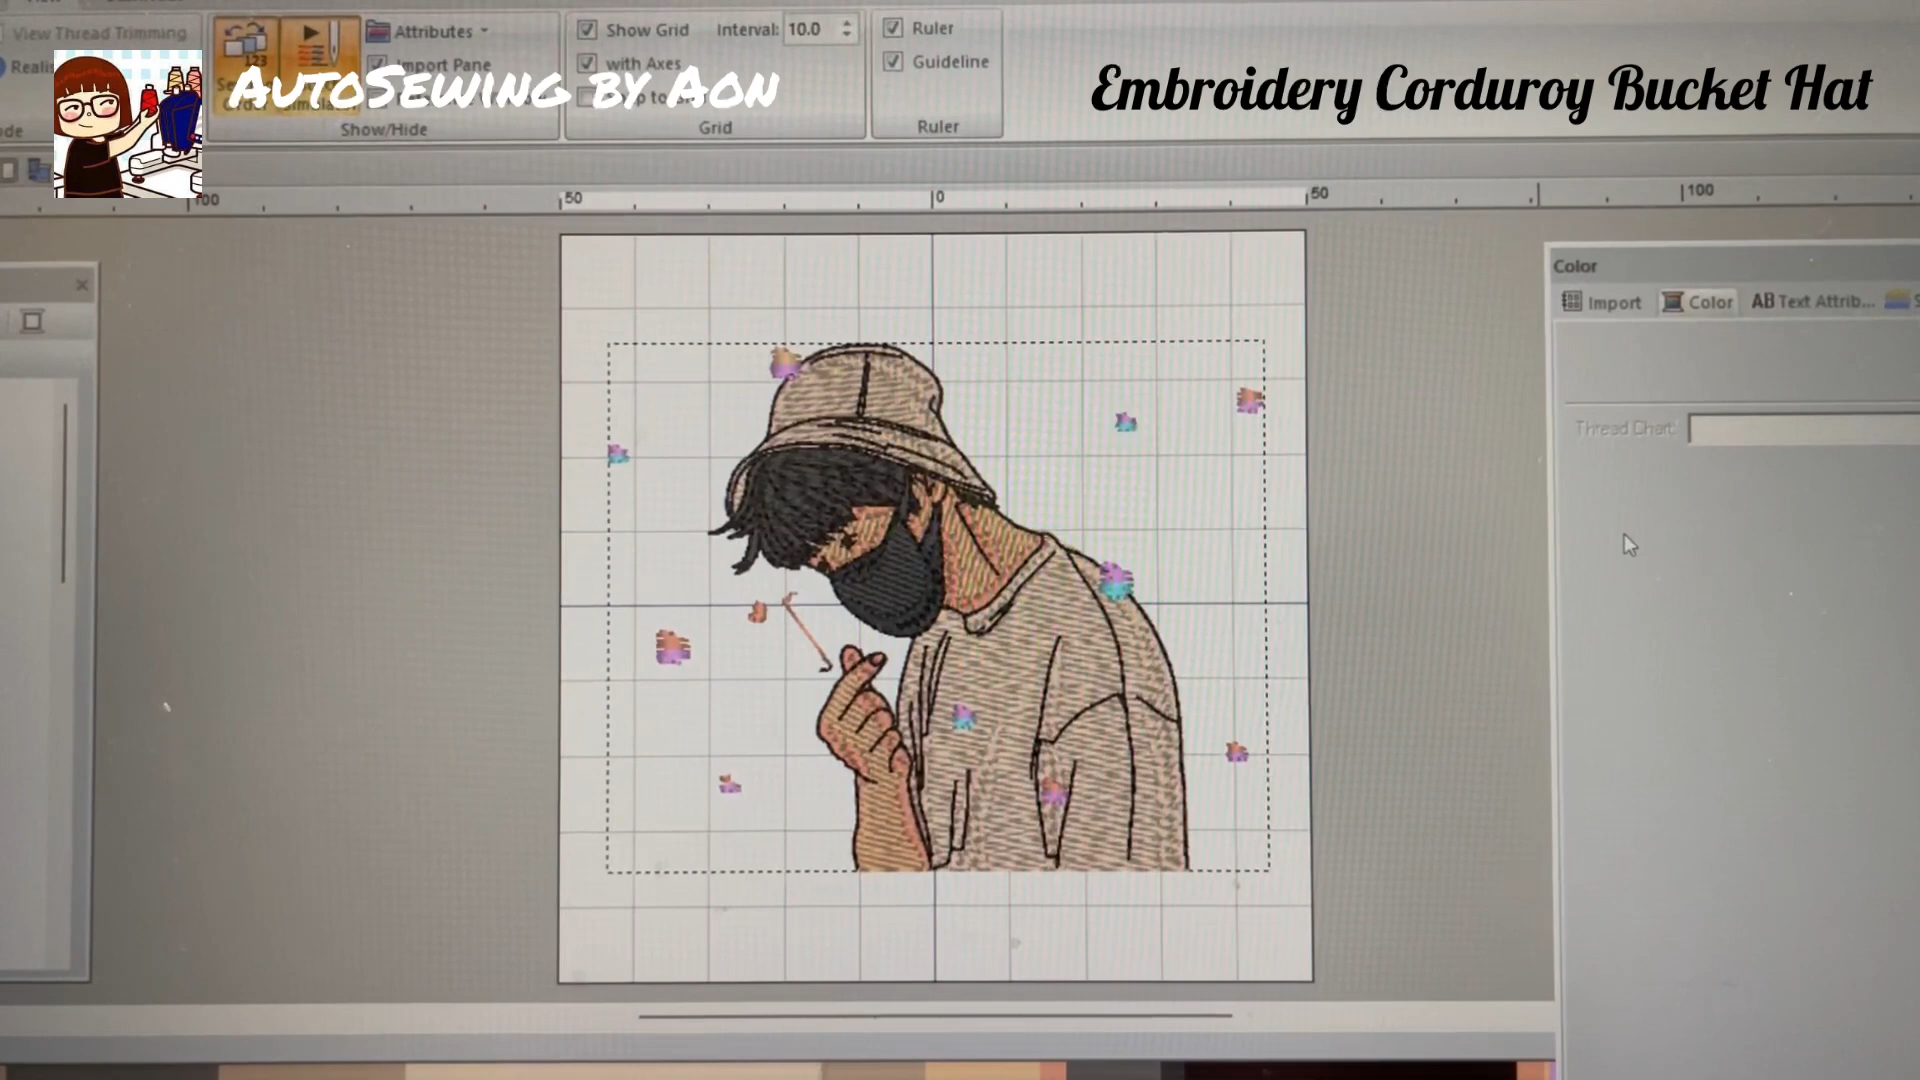 View Thread Trimming
Attributes
Show Grid
Interval:
10.0
Ruler
Import Pane
with Axes
Guideline
AutoSewing by Aon
Embroidery Corduroy Bucket Hat
Show/Hide
Grid
Ruler
50
0
50
100
Color
Import
Color
AB Text Attrib...
Thread Chart: